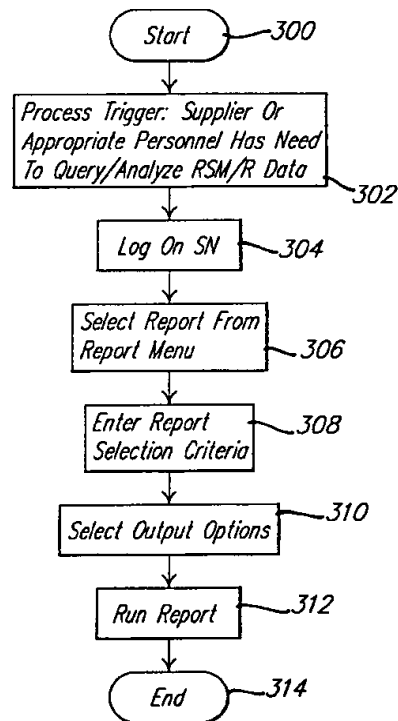 Start
300
Process Trigger: Supplier Or
Appropriate Personnel Has Need
To Query/Analyze RSM/R Data
302
Log On SN
304
Select Report From
Report Menu
306
Enter Report
Selection Criteria
308
Select Output Options
310
Run Report
312
End
314